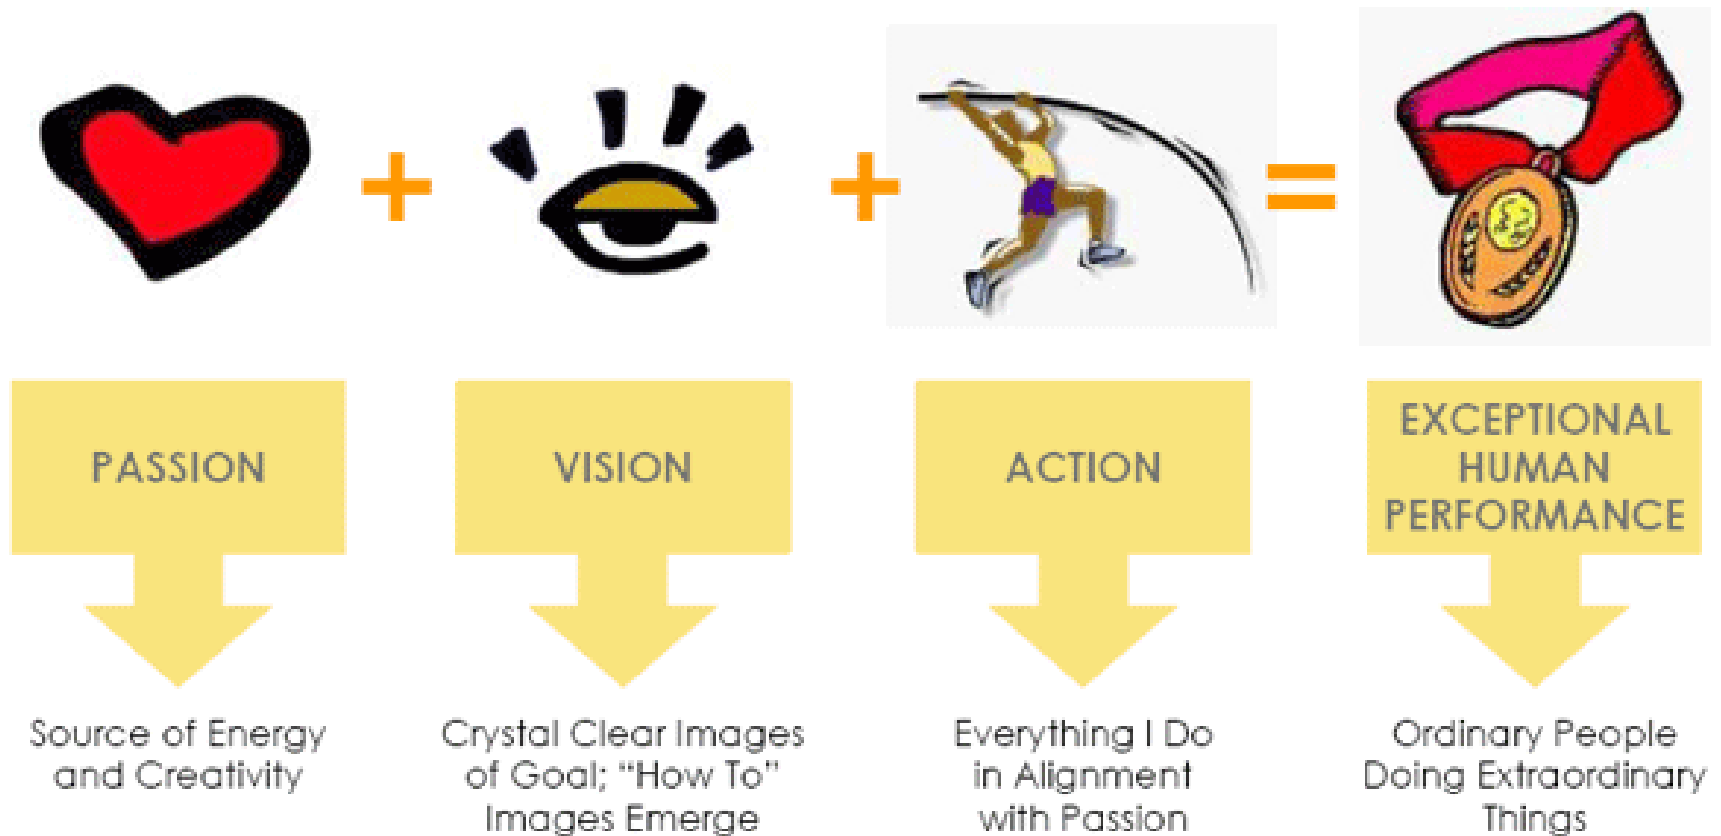 +
+
=
PASSION
VISION
ACTION
EXCEPTIONAL
HUMAN
PERFORMANCE
Source of Energy
and Creativity
Crystal Clear Images
of Goal; “How To”
Images Emerge
Everything I Do
in Alignment
with Passion
Ordinary People
Doing Extraordinary
Things